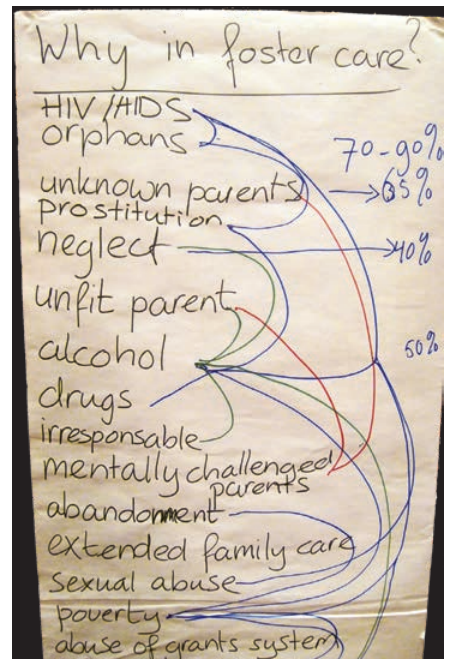 Why in foster care?
HIV/AIDS
orphans
70-90%
unknown parents
65%
prostitution
neglect
40%
unfit parent
alcohol
50%
drugs
irresponsable
mentally challenged
parents
abandonment
extended family care
sexual abuse
poverty
abuse of grants system